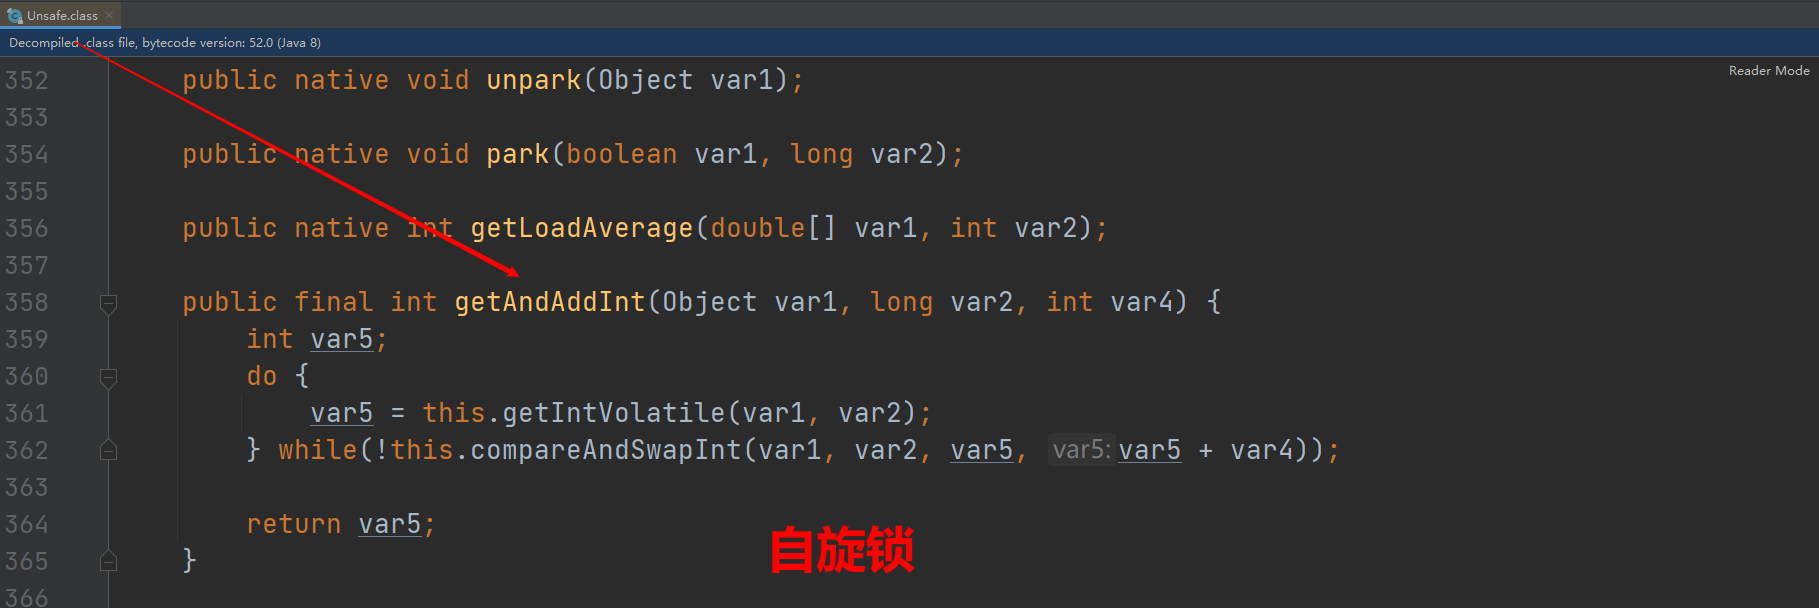 Unsafe.class
Decompiled .class file, bytecode version: 52.0 (Java 8)
Reader Mode
352 public native void unpark(Object var1);
353
354 public native void park(boolean var1, long var2);
355
356 public native int getLoadAverage(double[] var1, int var2);
357
358 public final int getAndAddInt(Object var1, long var2, int var4) {
359 int var5;
360 do {
361 var5 = this.getIntVolatile(var1, var2);
362 } while(!this.compareAndSwapInt(var1, var2, var5, var5: var5 + var4));
363
364 return var5;
自旋锁
365 }
366